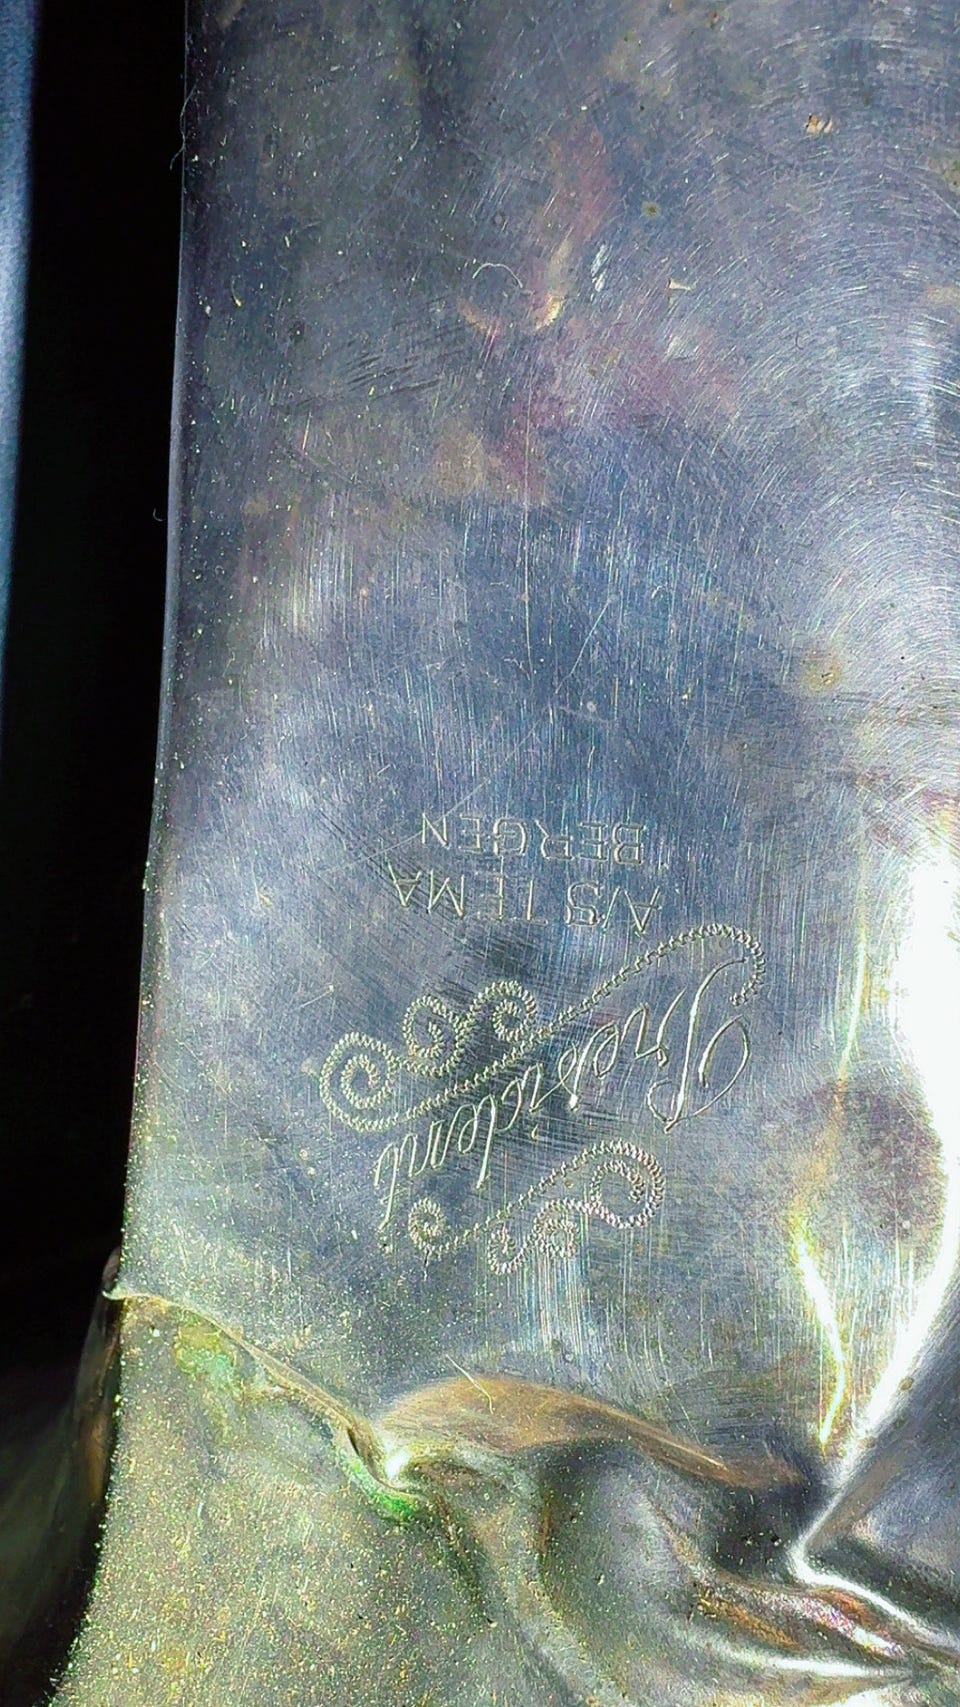 President
A/S TEMA
BERGEN